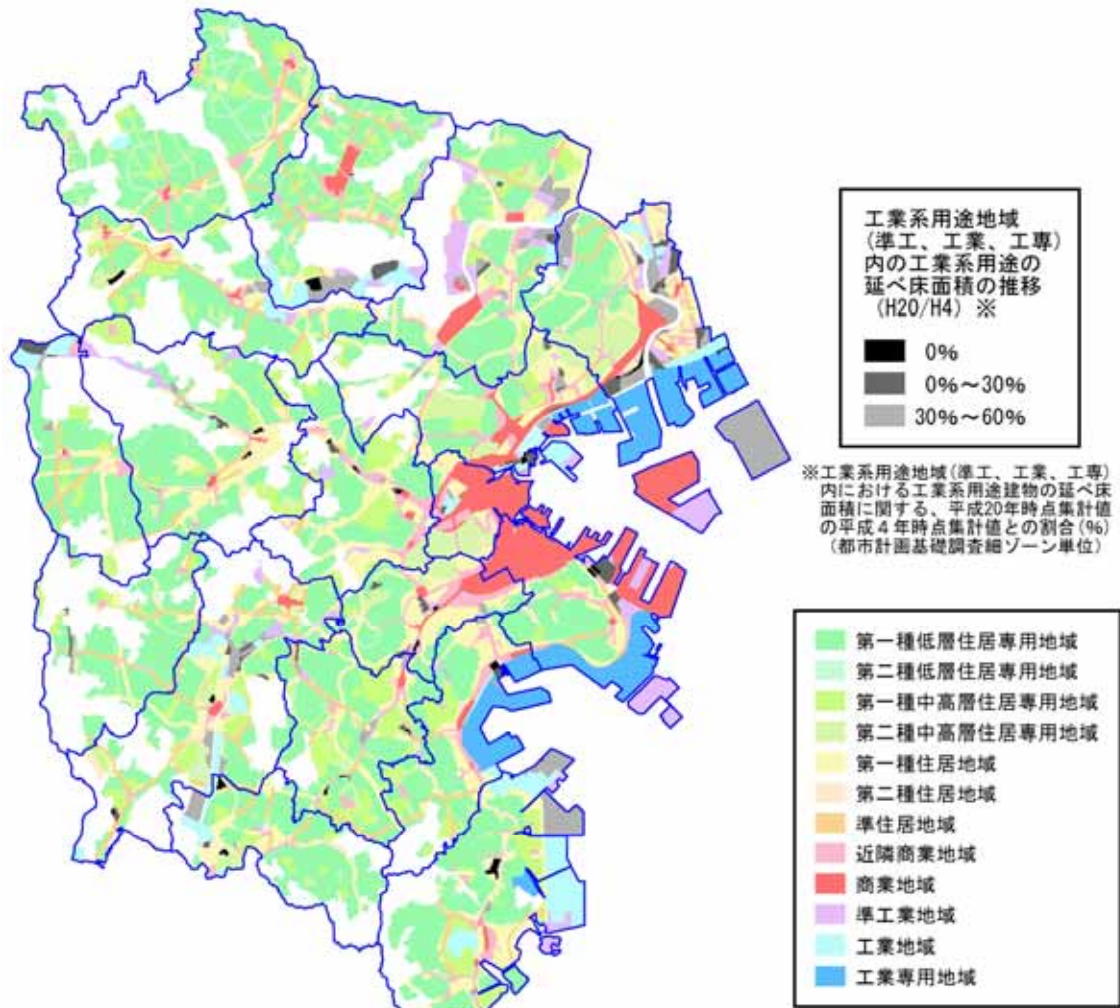 工業系用途地域
(準工、工業、工専)
内の工業系用途の
延べ床面積の推移
(H20/H4) ※
0%
0%～30%
30%～60%
※工業系用途地域(準工、工業、工専)
内における工業系用途建物の延べ床
面積に関する、平成20年時点集計値
の平成４年時点集計値との割合(%)
(都市計画基礎調査細ゾーン単位)
第一種低層住居専用地域
第二種低層住居専用地域
第一種中高層住居専用地域
第二種中高層住居専用地域
第一種住居地域
第二種住居地域
準住居地域
近隣商業地域
商業地域
準工業地域
工業地域
工業専用地域